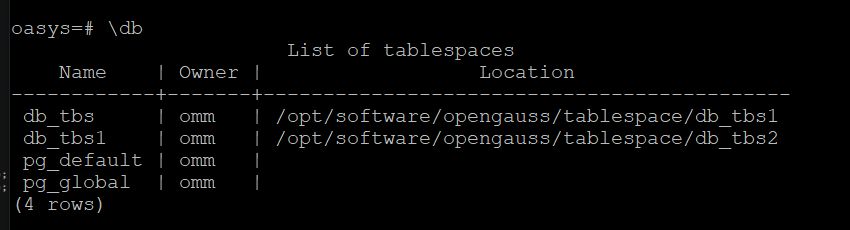 oasys=# \db
                       List of tablespaces
    Name    | Owner |                  Location
------------+-------+--------------------------------------------
 db_tbs     | omm   | /opt/software/opengauss/tablespace/db_tbs1
 db_tbs1    | omm   | /opt/software/opengauss/tablespace/db_tbs2
 pg_default | omm   |
 pg_global  | omm   |
(4 rows)